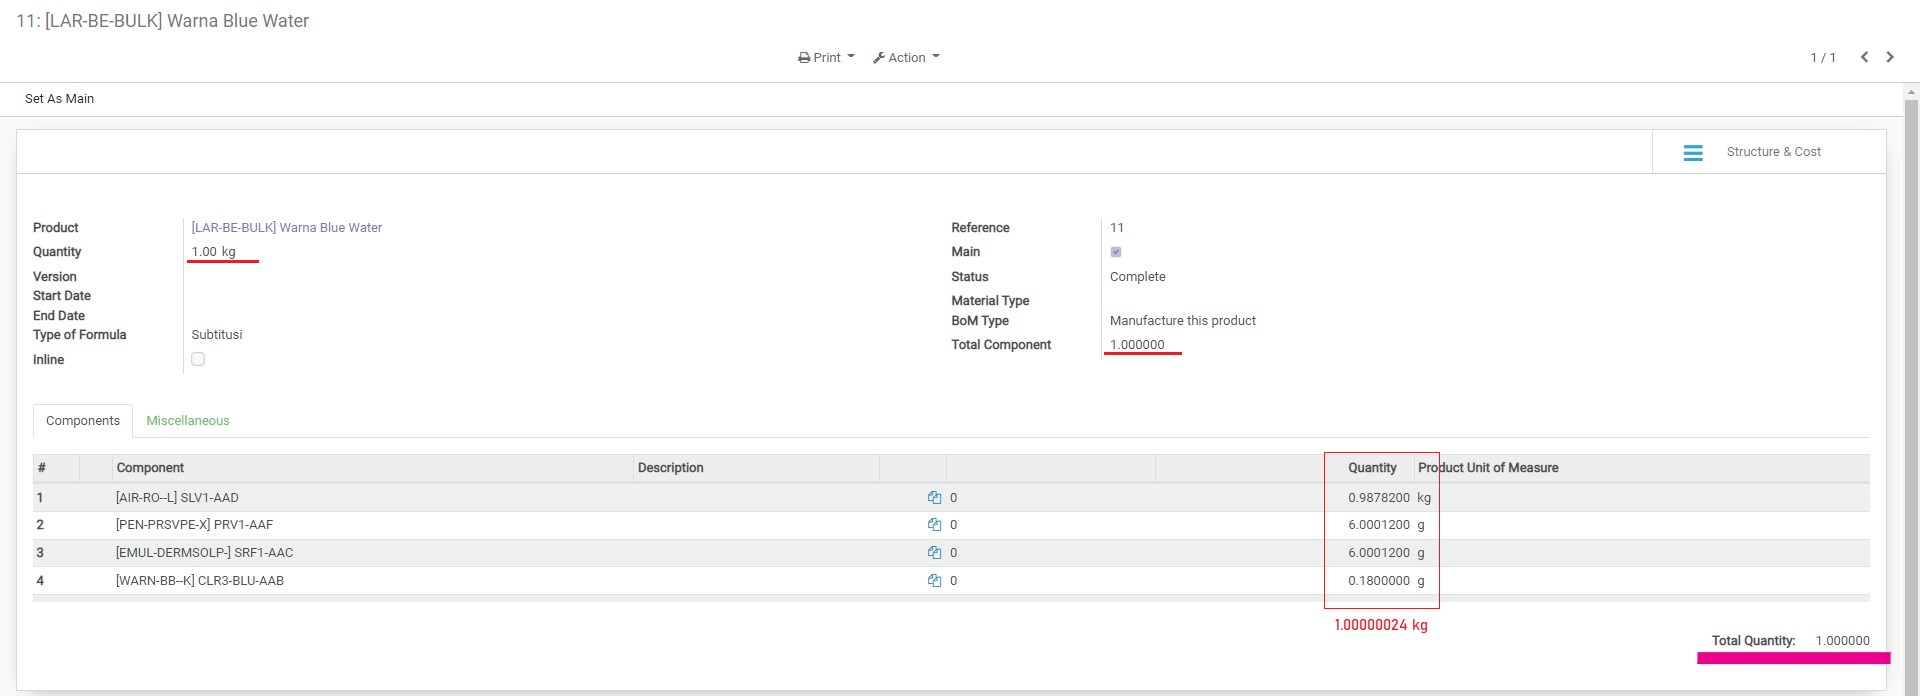 11: [LAR-BE-BULK] Warna Blue Water
Print Action 1 / 1
Set As Main
Structure & Cost
Product [LAR-BE-BULK] Warna Blue Water Reference 11
Quantity 1.00 kg Main
Version Status Complete
Start Date Material Type
End Date BoM Type Manufacture this product
Type of Formula Subtitusi Total Component 1.000000
Inline
Components Miscellaneous
# Component Description Quantity Product Unit of Measure
1 [AIR-RO--L] SLV1-AAD 0 0.9878200 kg
2 [PEN-PRSVPE-X] PRV1-AAF 0 6.0001200 g
3 [EMUL-DERMSOLP-] SRF1-AAC 0 6.0001200 g
4 [WARN-BB--K] CLR3-BLU-AAB 0 0.1800000 g
1.00000024 kg
Total Quantity: 1.000000